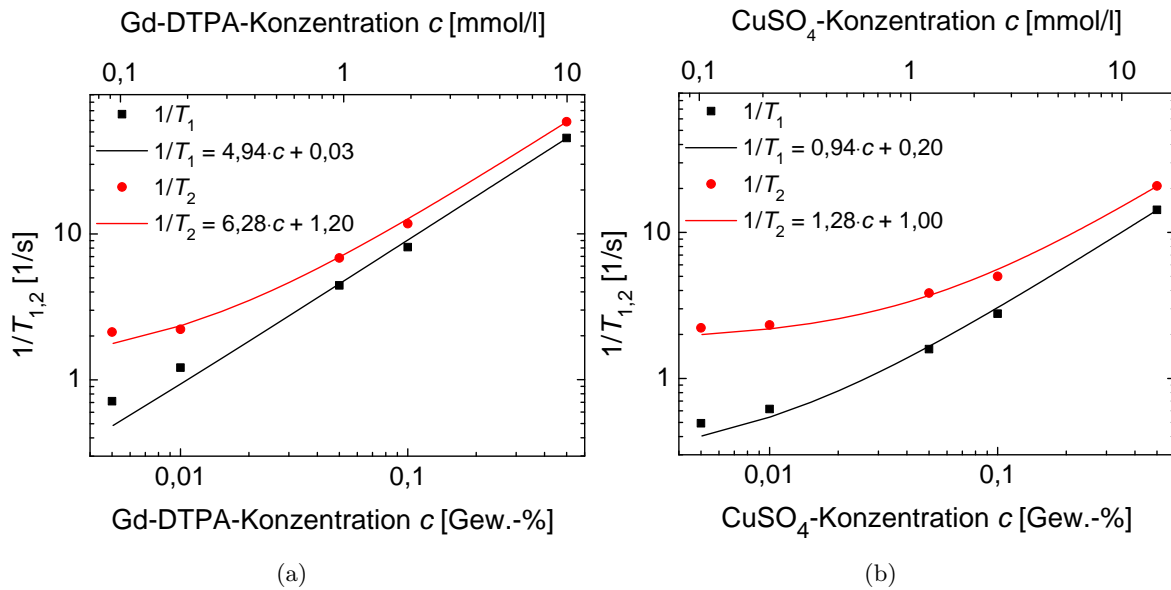 Gd-DTPA-Konzentration c [mmol/l]
0,1 1 10
1/T₁
1/T₁ = 4,94·c + 0,03
1/T₂
1/T₂ = 6,28·c + 1,20
10
1
1/T₁,₂ [1/s]
0,01 0,1
Gd-DTPA-Konzentration c [Gew.-%]
(a)
CuSO₄-Konzentration c [mmol/l]
0,1 1 10
1/T₁
1/T₁ = 0,94·c + 0,20
1/T₂
1/T₂ = 1,28·c + 1,00
10
1
1/T₁,₂ [1/s]
0,01 0,1
CuSO₄-Konzentration c [Gew.-%]
(b)